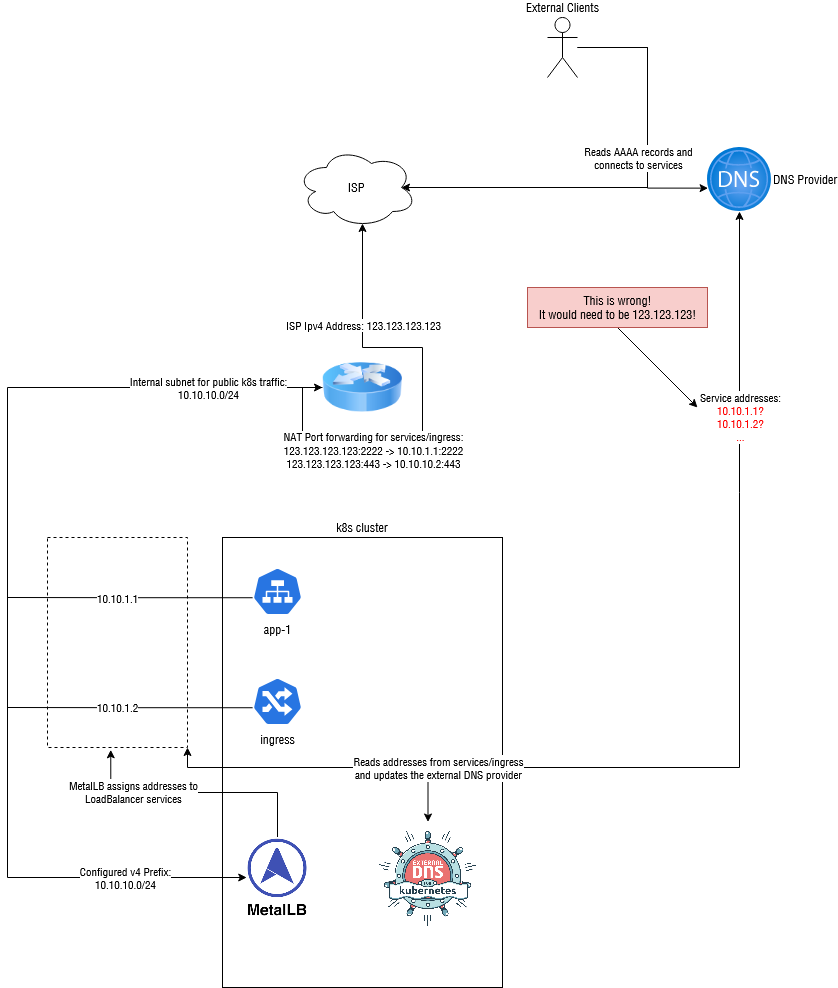 External Clients
Reads AAAA records and
connects to services
ISP
DNS
DNS Provider
This is wrong!
It would need to be 123.123.123!
ISP Ipv4 Address: 123.123.123.123
Internal subnet for public k8s traffic:
10.10.10.0/24
Service addresses:
10.10.1.1?
10.10.1.2?
...
NAT Port forwarding for services/ingress:
123.123.123.123:2222 -> 10.10.1.1:2222
123.123.123.123:443 -> 10.10.10.2:443
k8s cluster
10.10.1.1
app-1
10.10.1.2
ingress
Reads addresses from services/ingress
and updates the external DNS provider
MetalLB assigns addresses to
LoadBalancer services
Configured v4 Prefix:
10.10.10.0/24
MetalLB
EXTERNAL
DNS
FOR
kubernetes